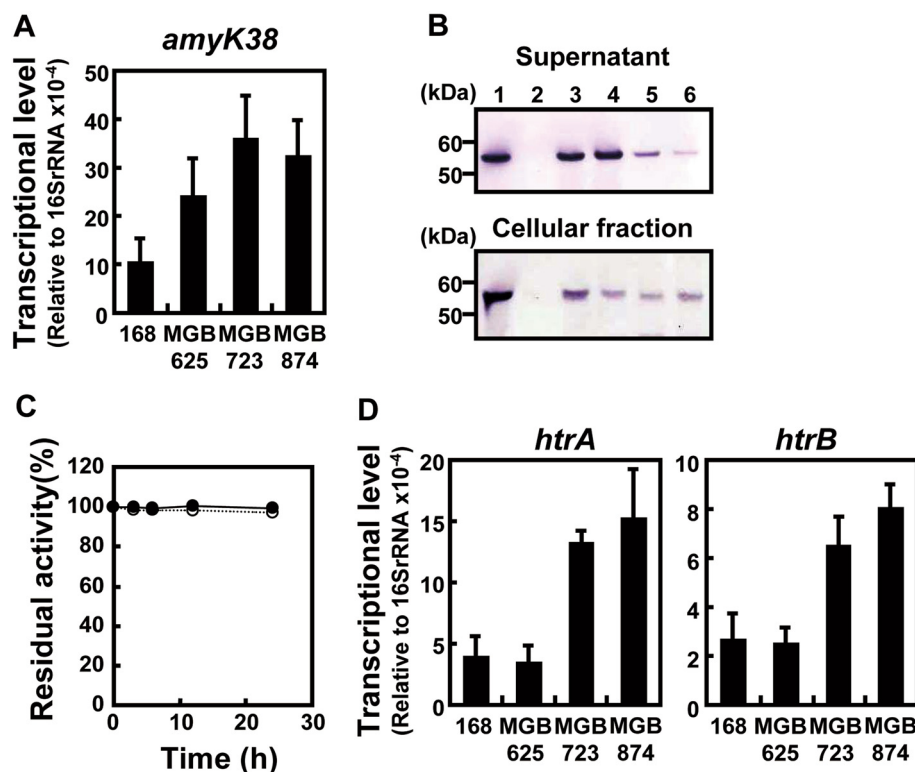 A
amyK38
Transcriptional level
(Relative to 16SrRNA x10-4)
50
40
30
20
10
0
168 MGB MGB MGB
625 723 874
B
Supernatant
(kDa) 1 2 3 4 5 6
60
50
Cellular fraction
(kDa)
60
50
C
Residual activity(%)
120
100
80
60
40
20
0
0 10 20 30
Time (h)
D
htrA
Transcriptional level
(Relative to 16SrRNA x10-4)
20
15
10
5
0
168 MGB MGB MGB
625 723 874
htrB
10
8
6
4
2
0
168 MGB MGB MGB
625 723 874